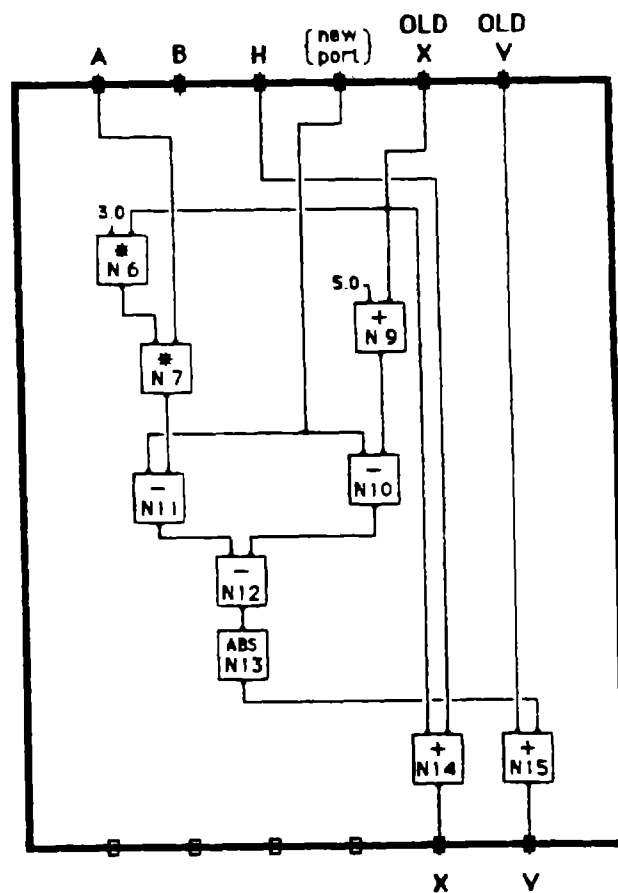 A B H {new port} OLD X OLD Y
3.0
*
N6
5.0
+
N9
*
N7
-
N11
-
N10
-
N12
ABS
N13
+
N14
+
N15
X Y